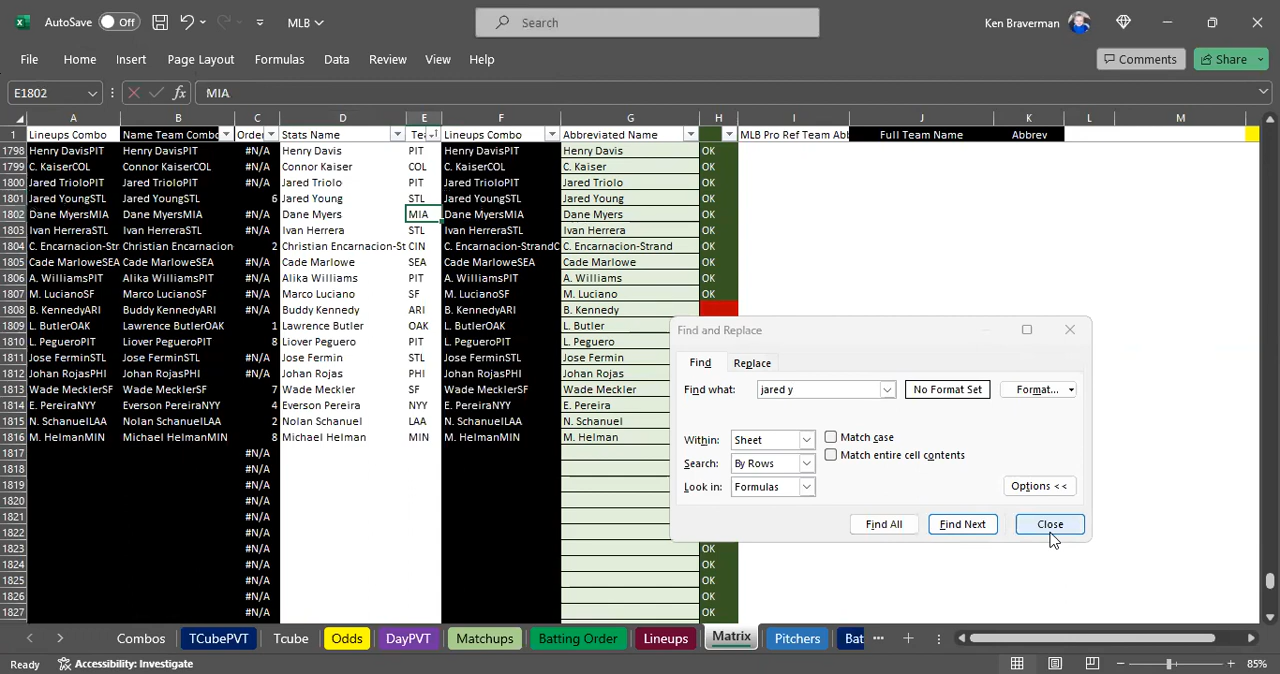 AutoSave Off MLB Search Ken Braverman
File Home Insert Page Layout Formulas Data Review View Help Comments Share
E1802 fx MIA
A B C D E F G H I J K L M
1 Lineups Combo Name Team Combo Order Stats Name Tea Lineups Combo Abbreviated Name MLB Pro Ref Team Abb Full Team Name Abbrev
1798 Henry DavisPIT Henry DavisPIT #N/A Henry Davis PIT Henry DavisPIT Henry Davis OK
1799 C. KaiserCOL Connor KaiserCOL #N/A Connor Kaiser COL C. KaiserCOL C. Kaiser OK
1800 Jared TrioloPIT Jared TrioloPIT #N/A Jared Triolo PIT Jared TrioloPIT Jared Triolo OK
1801 Jared YoungSTL Jared YoungSTL 6 Jared Young STL Jared YoungSTL Jared Young OK
1802 Dane MyersMIA Dane MyersMIA #N/A Dane Myers MIA Dane MyersMIA Dane Myers OK
1803 Ivan HerreraSTL Ivan HerreraSTL #N/A Ivan Herrera STL Ivan HerreraSTL Ivan Herrera OK
1804 C. Encarnacion-Stran Christian Encarnacion 2 Christian Encarnacion-St CIN C. Encarnacion-StrandC C. Encarnacion-Strand OK
1805 Cade MarloweSEA Cade MarloweSEA #N/A Cade Marlowe SEA Cade MarloweSEA Cade Marlowe OK
1806 A. WilliamsPIT Alika WilliamsPIT #N/A Alika Williams PIT A. WilliamsPIT A. Williams OK
1807 M. LucianoSF Marco LucianoSF #N/A Marco Luciano SF M. LucianoSF M. Luciano OK
1808 B. KennedyARI Buddy KennedyARI #N/A Buddy Kennedy ARI B. KennedyARI B. Kennedy
1809 L. ButlerOAK Lawrence ButlerOAK 1 Lawrence Butler OAK L. ButlerOAK L. Butler
1810 L. PegueroPIT Liover PegueroPIT 8 Liover Peguero PIT L. PegueroPIT L. Peguero
1811 Jose FerminSTL Jose FerminSTL #N/A Jose Fermin STL Jose FerminSTL Jose Fermin
1812 Johan RojasPHI Johan RojasPHI #N/A Johan Rojas PHI Johan RojasPHI Johan Rojas
1813 Wade MecklerSF Wade MecklerSF 7 Wade Meckler SF Wade MecklerSF Wade Meckler
1814 E. PereiraNYY Everson PereiraNYY 4 Everson Pereira NYY E. PereiraNYY E. Pereira
1815 N. SchanuelLAA Nolan SchanuelLAA 2 Nolan Schanuel LAA N. SchanuelLAA N. Schanuel
1816 M. HelmanMIN Michael HelmanMIN 8 Michael Helman MIN M. HelmanMIN M. Helman
1817 #N/A
1818 #N/A
1819 #N/A
1820 #N/A
1821 #N/A
1822 #N/A
1823 #N/A OK
1824 #N/A OK
1825 #N/A OK
1826 #N/A OK
1827 #N/A OK
Find and Replace
Find Replace
Find what: jared y No Format Set Format...
Within: Sheet Match case
Search: By Rows Match entire cell contents
Look in: Formulas Options <<
Find All Find Next Close
Combos TCubePVT Tcube Odds DayPVT Matchups Batting Order Lineups Matrix Pitchers Bat ...
Ready Accessibility: Investigate 85%